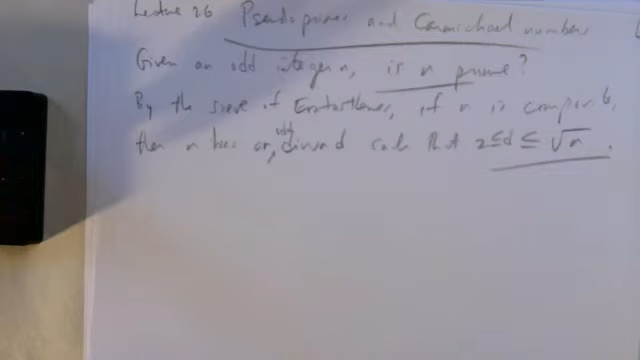 Lecture 26 Pseudoprimes and Carmichael numbers
Given an odd integer n, is n prime?
By the sieve of Eratosthenes, if n is composite,
then n has an odd divisor d such that 2 ≤ d ≤ √n.